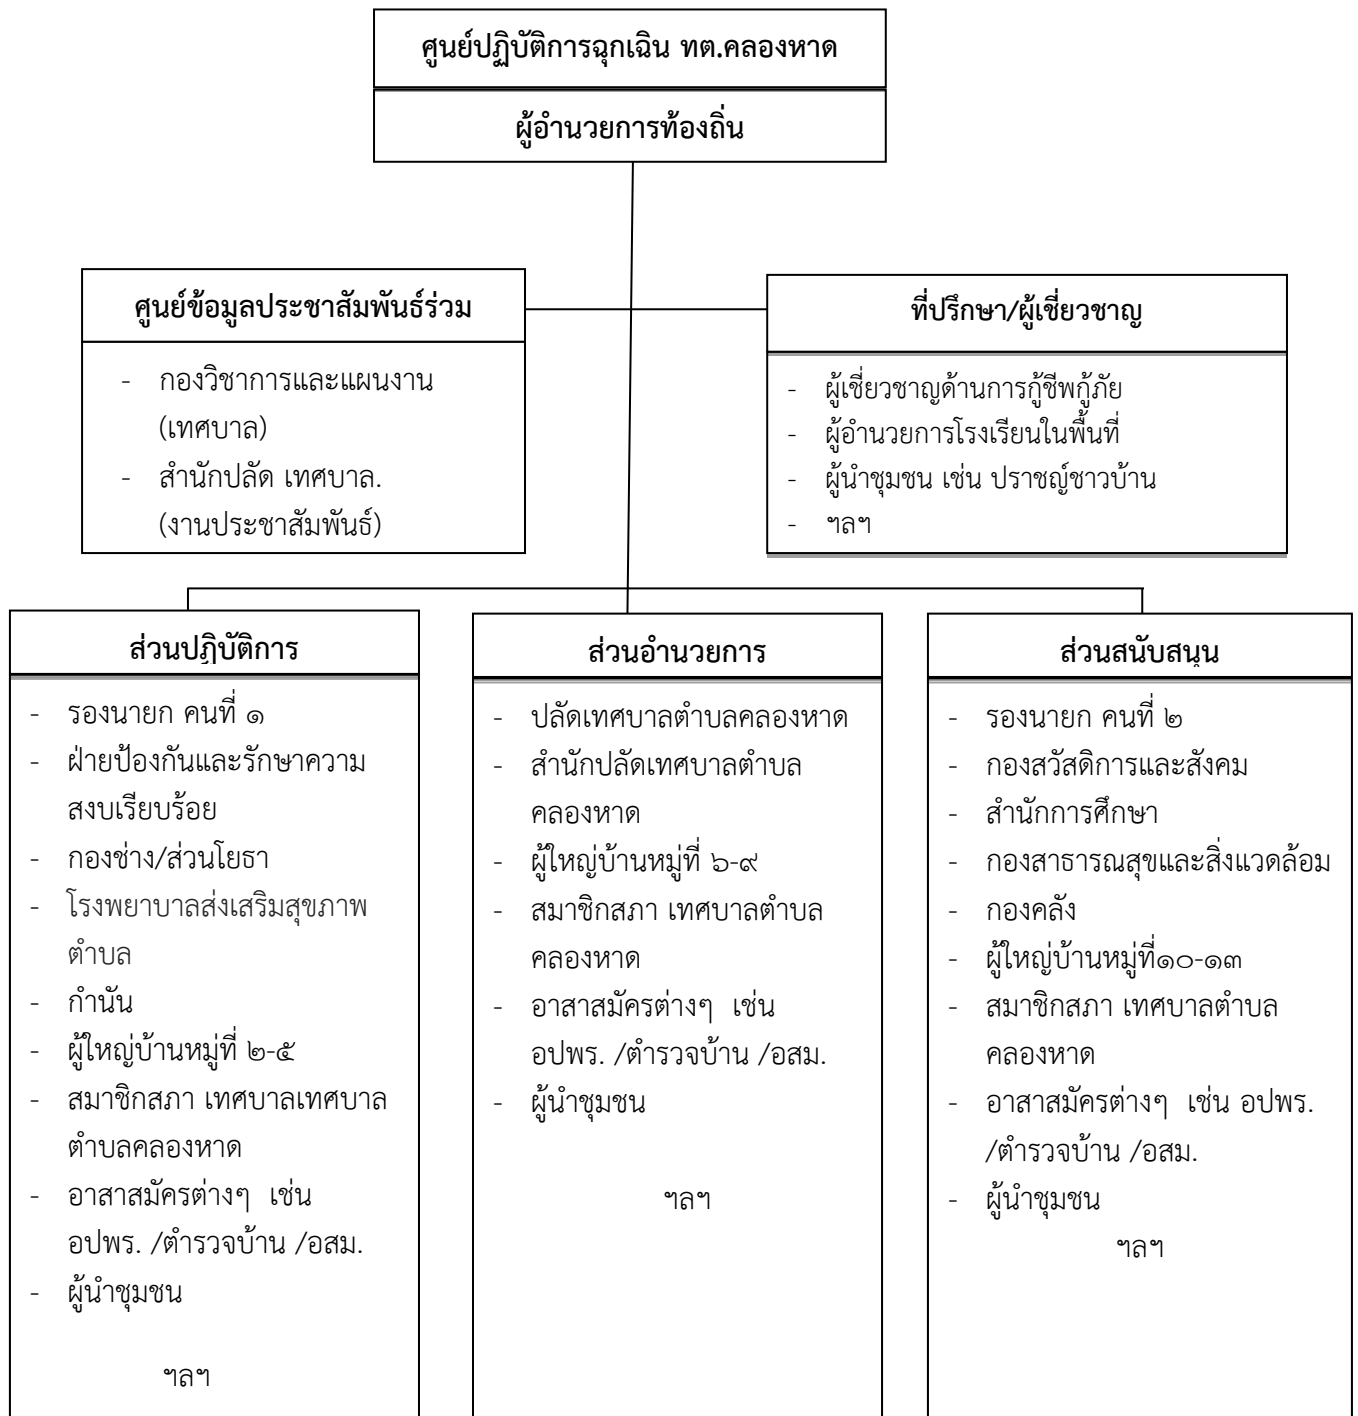 ศูนย์ปฏิบัติการฉุกเฉิน ทต.คลองหาด
ผู้อำนวยการท้องถิ่น
ศูนย์ข้อมูลประชาสัมพันธ์ร่วม
- กองวิชาการและแผนงาน
(เทศบาล)
- สำนักปลัด เทศบาล.
(งานประชาสัมพันธ์)
ที่ปรึกษา/ผู้เชี่ยวชาญ
- ผู้เชี่ยวชาญด้านการกู้ชีพกู้ภัย
- ผู้อำนวยการโรงเรียนในพื้นที่
- ผู้นำชุมชน เช่น ปราชญ์ชาวบ้าน
- ฯลฯ
ส่วนปฏิบัติการ
- รองนายก คนที่ ๑
- ฝ่ายป้องกันและรักษาความ
สงบเรียบร้อย
- กองช่าง/ส่วนโยธา
- โรงพยาบาลส่งเสริมสุขภาพ
ตำบล
- กำนัน
- ผู้ใหญ่บ้านหมู่ที่ ๒-๕
- สมาชิกสภา เทศบาลเทศบาล
ตำบลคลองหาด
- อาสาสมัครต่างๆ เช่น
อปพร. /ตำรวจบ้าน /อสม.
- ผู้นำชุมชน
ฯลฯ
ส่วนอำนวยการ
- ปลัดเทศบาลตำบลคลองหาด
- สำนักปลัดเทศบาลตำบล
คลองหาด
- ผู้ใหญ่บ้านหมู่ที่ ๖-๙
- สมาชิกสภา เทศบาลตำบล
คลองหาด
- อาสาสมัครต่างๆ เช่น
อปพร. /ตำรวจบ้าน /อสม.
- ผู้นำชุมชน
ฯลฯ
ส่วนสนับสนุน
- รองนายก คนที่ ๒
- กองสวัสดิการและสังคม
- สำนักการศึกษา
- กองสาธารณสุขและสิ่งแวดล้อม
- กองคลัง
- ผู้ใหญ่บ้านหมู่ที่๑๐-๑๓
- สมาชิกสภา เทศบาลตำบล
คลองหาด
- อาสาสมัครต่างๆ เช่น อปพร.
/ตำรวจบ้าน /อสม.
- ผู้นำชุมชน
ฯลฯ